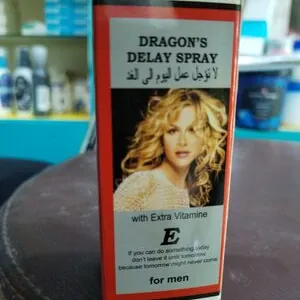 DRAGON'S
DELAY SPRAY
لا تؤجل عمل اليوم الى الغد
with Extra Vitamine
E
If you can do something today
don't leave it until tomorrow
because tomorrow might never come
for men